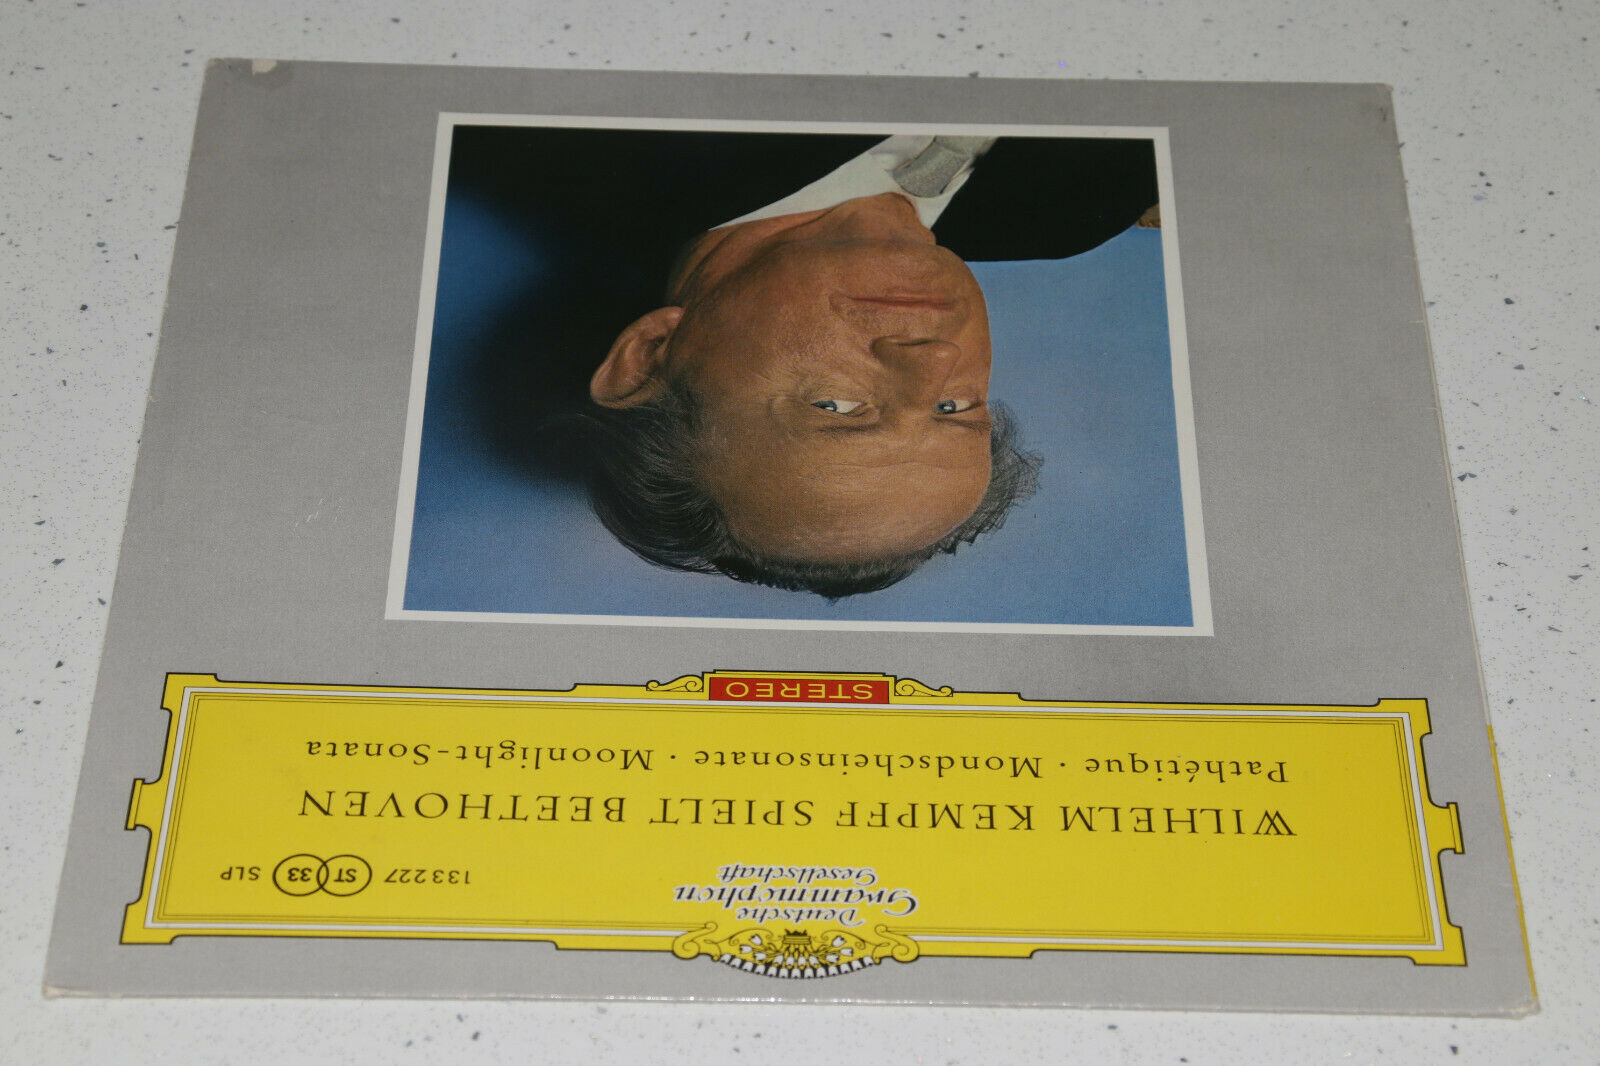 Deutsche
Grammophon
Gesellschaft
133 227 ST 33 SLP
WILHELM KEMPFF SPIELT BEETHOVEN
Pathétique · Mondscheinsonate · Moonlight-Sonata
STEREO